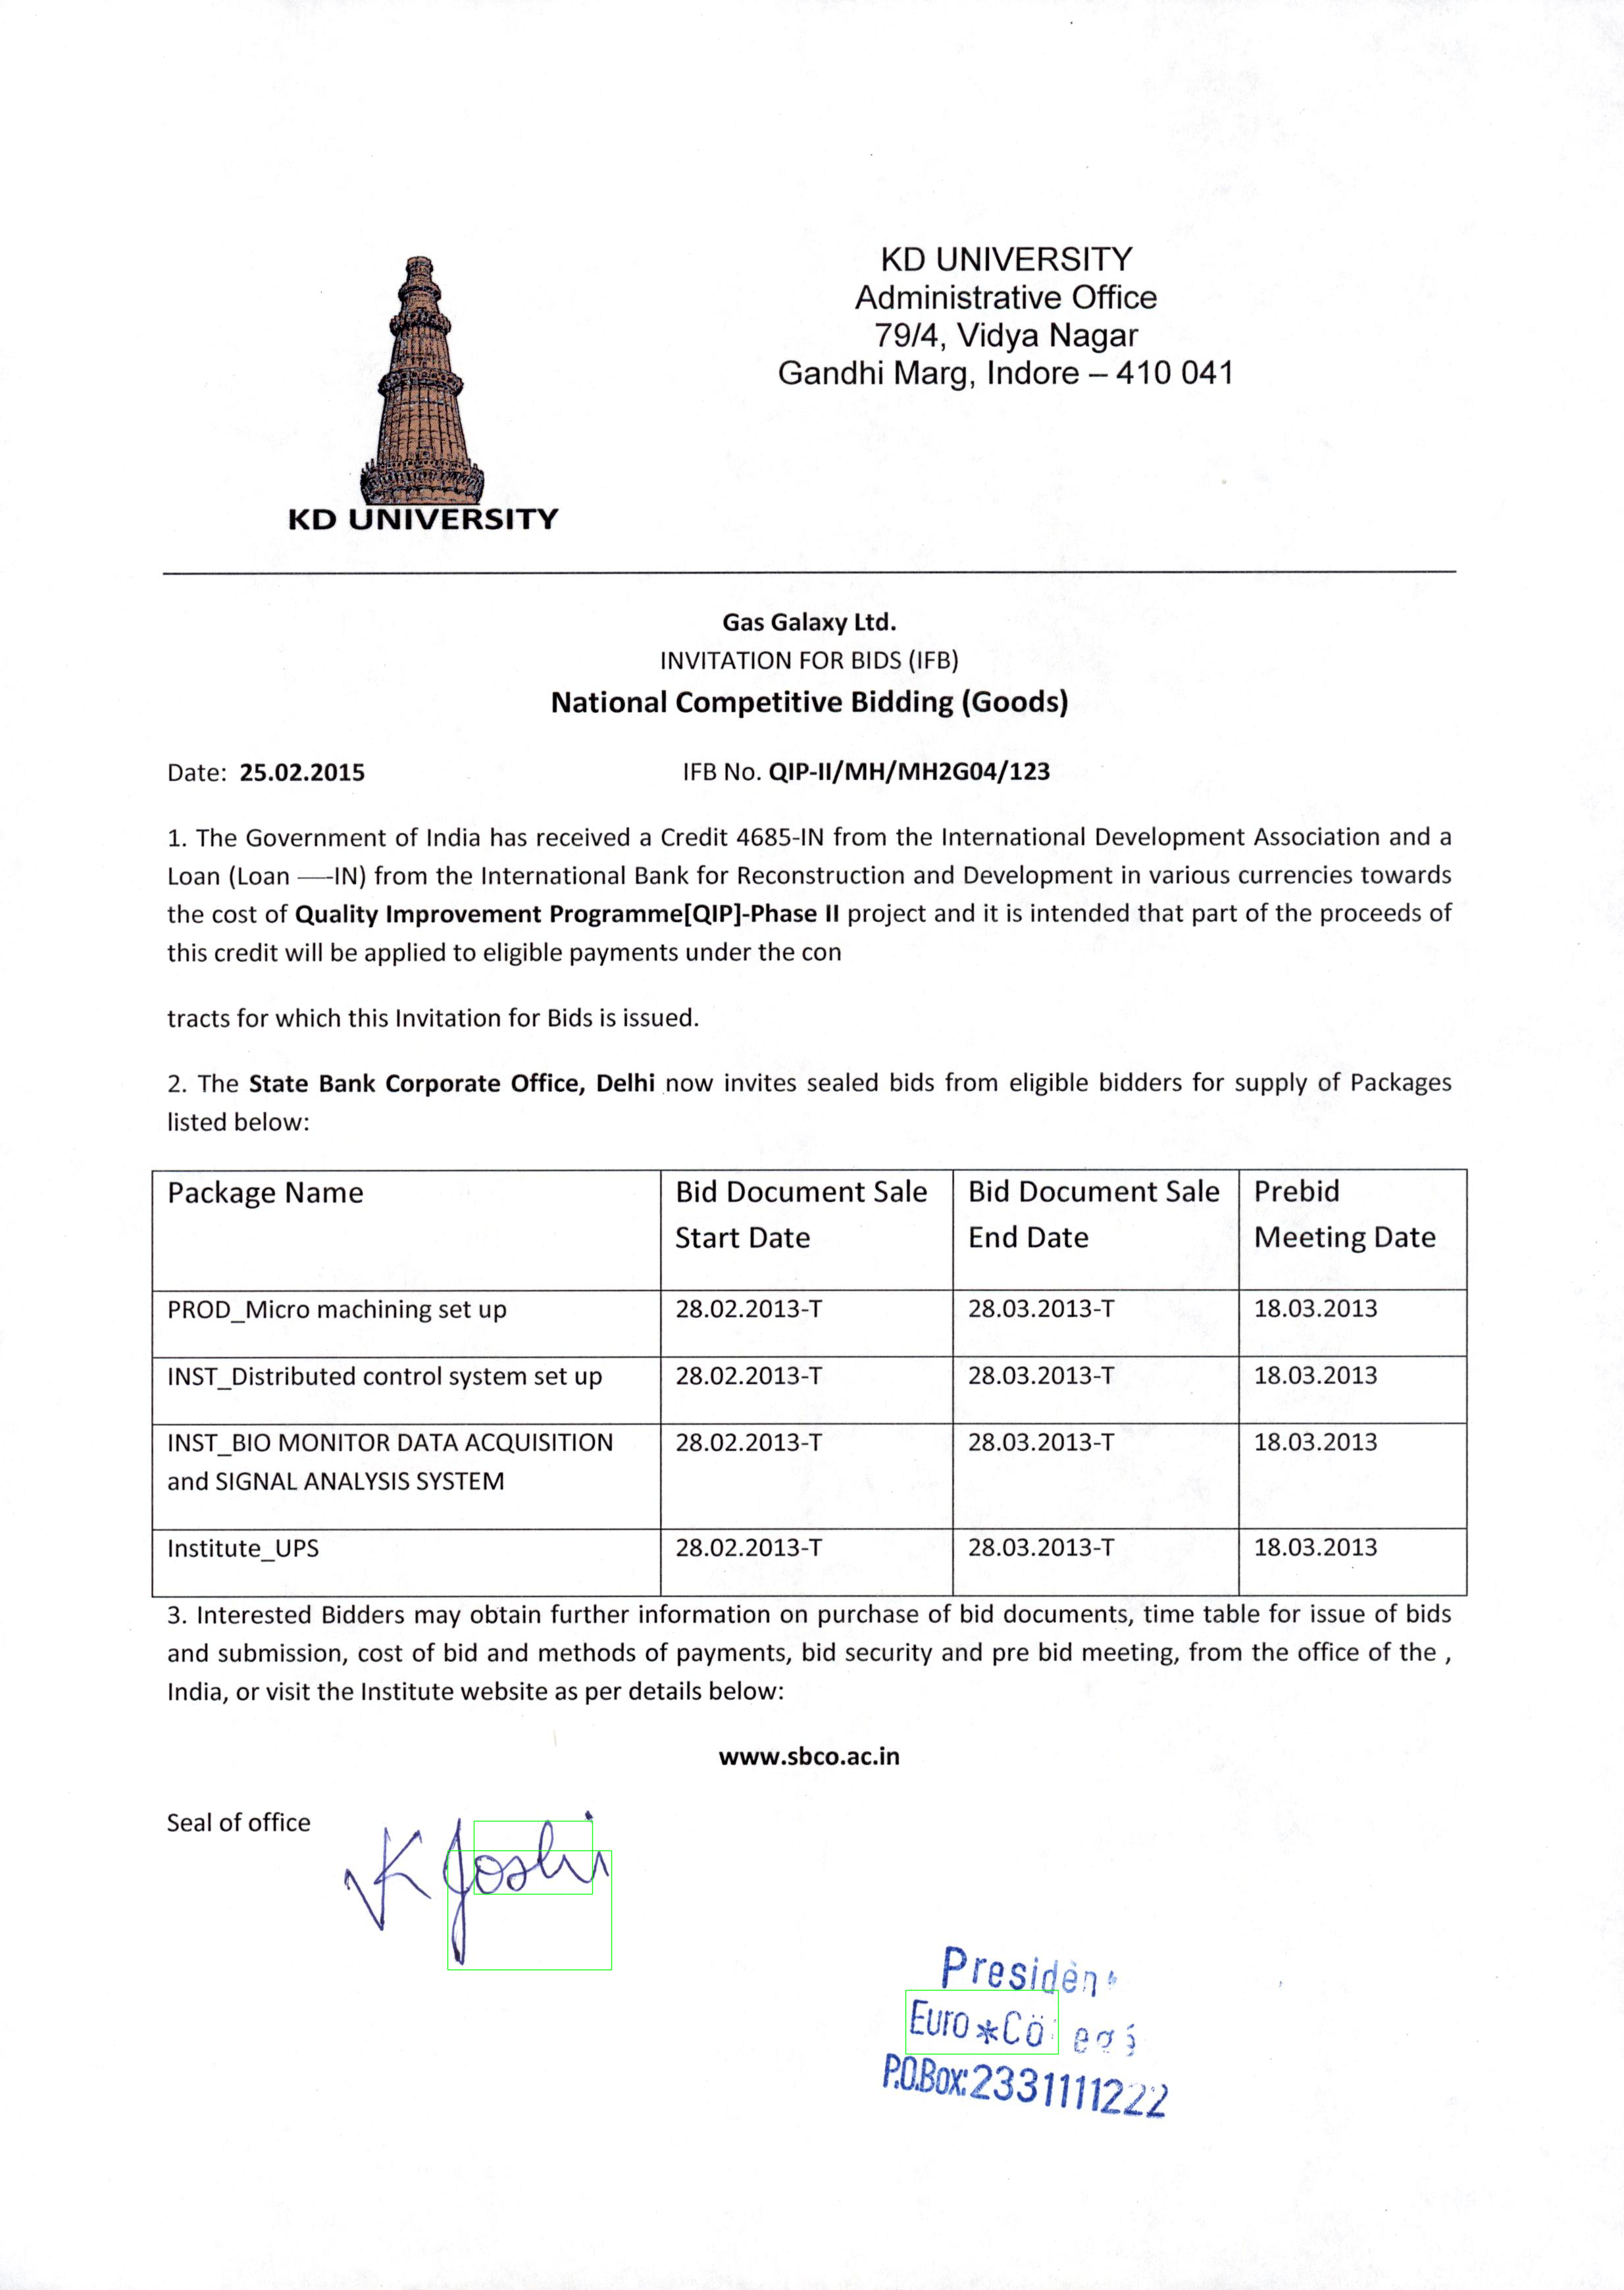 KD UNIVERSITY
Administrative Office
79/4, Vidya Nagar
Gandhi Marg, Indore – 410 041
KD UNIVERSITY
Gas Galaxy Ltd.
INVITATION FOR BIDS (IFB)
National Competitive Bidding (Goods)
Date: 25.02.2015 IFB No. QIP-II/MH/MH2G04/123
1. The Government of India has received a Credit 4685-IN from the International Development Association and a
Loan (Loan —–-IN) from the International Bank for Reconstruction and Development in various currencies towards
the cost of Quality Improvement Programme[QIP]-Phase II project and it is intended that part of the proceeds of
this credit will be applied to eligible payments under the con
tracts for which this Invitation for Bids is issued.
2. The State Bank Corporate Office, Delhi now invites sealed bids from eligible bidders for supply of Packages
listed below:
Package Name Bid Document Sale Start Date Bid Document Sale End Date Prebid Meeting Date
PROD_Micro machining set up 28.02.2013-T 28.03.2013-T 18.03.2013
INST_Distributed control system set up 28.02.2013-T 28.03.2013-T 18.03.2013
INST_BIO MONITOR DATA ACQUISITION and SIGNAL ANALYSIS SYSTEM 28.02.2013-T 28.03.2013-T 18.03.2013
Institute_UPS 28.02.2013-T 28.03.2013-T 18.03.2013
3. Interested Bidders may obtain further information on purchase of bid documents, time table for issue of bids
and submission, cost of bid and methods of payments, bid security and pre bid meeting, from the office of the ,
India, or visit the Institute website as per details below:
www.sbco.ac.in
Seal of office
K Joshi
Euro *
P.O.Box: 2331111222